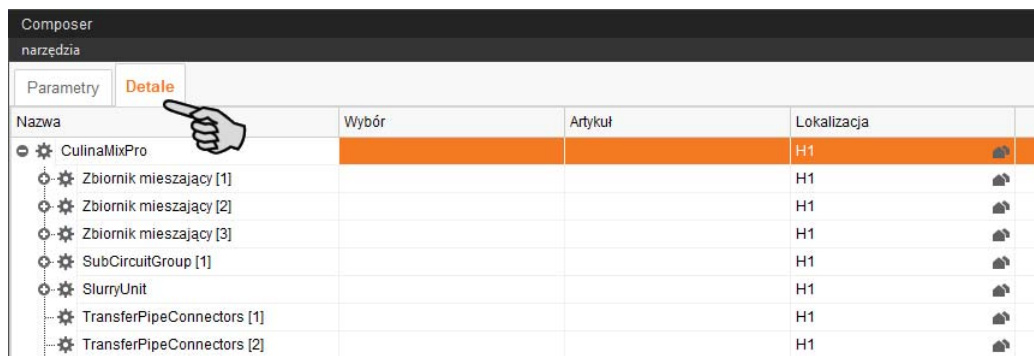 Composer
narzędzia
Parametry Detale
Nazwa Wybór Artykuł Lokalizacja
CulinaMixPro H1
Zbiornik mieszający [1] H1
Zbiornik mieszający [2] H1
Zbiornik mieszający [3] H1
SubCircuitGroup [1] H1
SlurryUnit H1
TransferPipeConnectors [1] H1
TransferPipeConnectors [2] H1